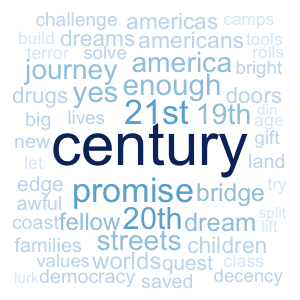 challenge americas camps
build dreams americans tools
terror solve rolls
journey america bright
drugs yes enough doors
din
big lives 21st 19th age
new century gift
let land
edge promise bridge try
awful
coast fellow 20th dream split
lift
families streets children
values worlds quest class
lurk democracy saved decency